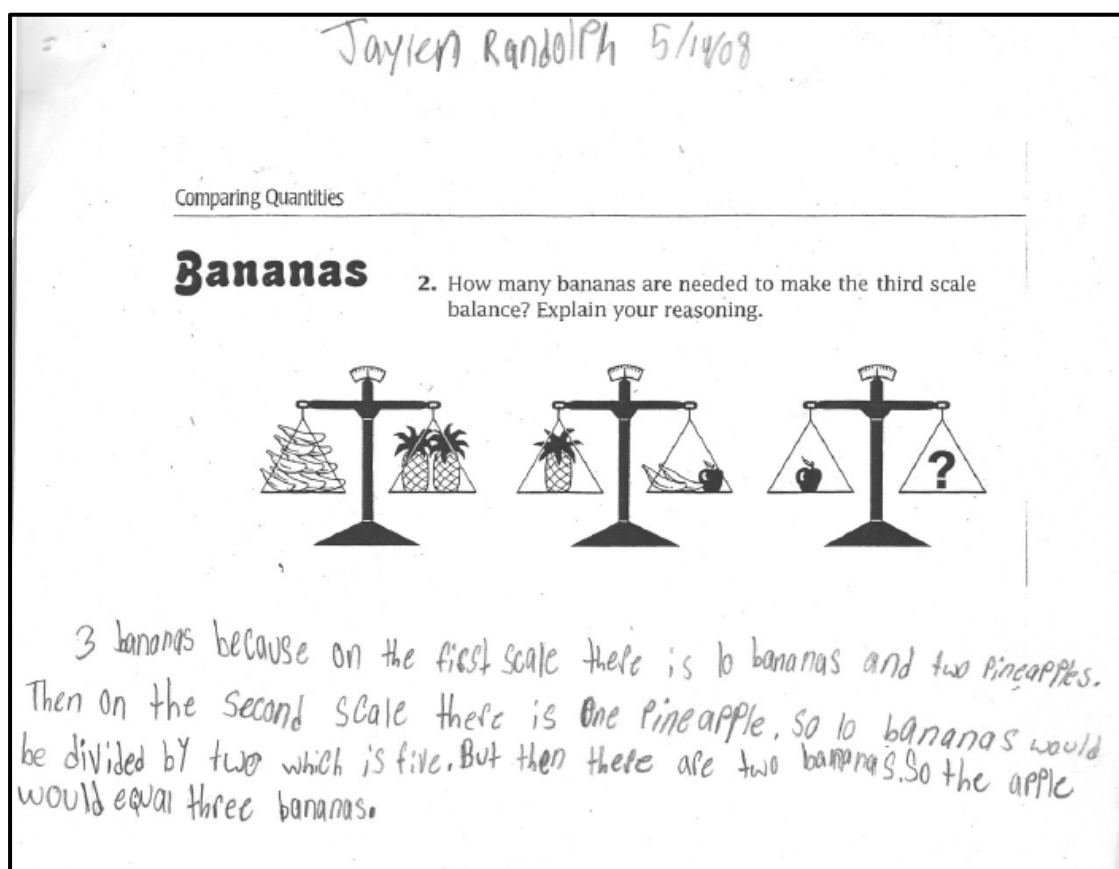 Jaylen Randolph 5/14/08
Comparing Quantities
Bananas
2. How many bananas are needed to make the third scale
balance? Explain your reasoning.
?
3 bananas because on the first scale there is 10 bananas and two pineapples.
Then on the second scale there is one pineapple. So 10 bananas would
be divided by two which is five. But then there are two bananas. So the apple
would equal three bananas.